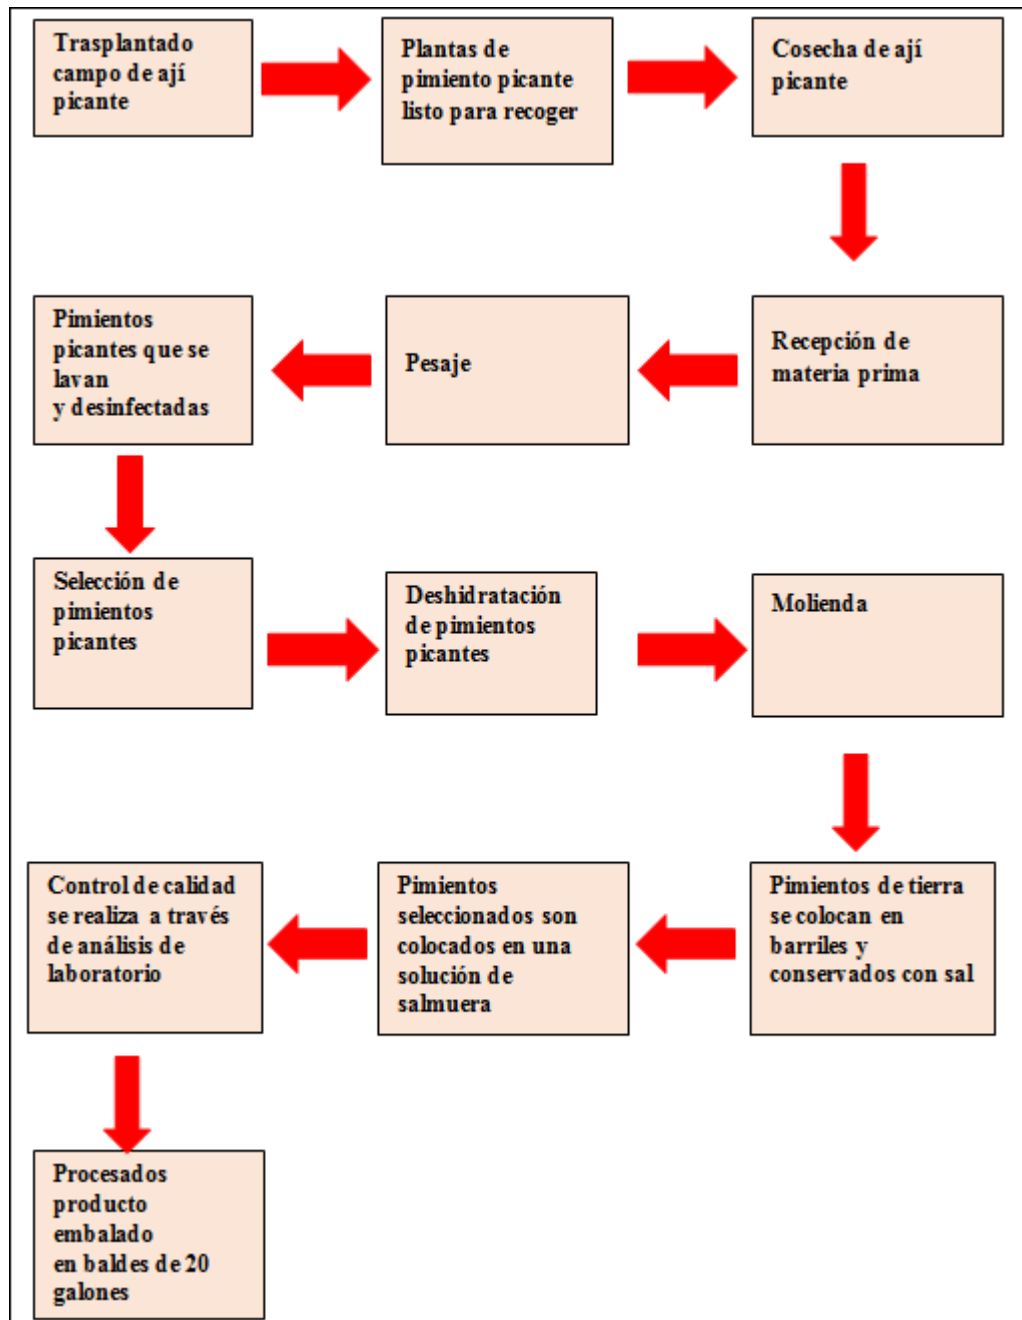 Trasplantado
campo de ají
picante
Plantas de
pimiento picante
listo para recoger
Cosecha de ají
picante
Recepción de
materia prima
Pesaje
Pimientos
picantes que se
lavan
y desinfectadas
Selección de
pimientos
picantes
Deshidratación
de pimientos
picantes
Molienda
Pimientos de tierra
se colocan en
barriles y
conservados con sal
Pimientos
seleccionados son
colocados en una
solución de
salmuera
Control de calidad
se realiza a través
de análisis de
laboratorio
Procesados
producto
embalado
en baldes de 20
galones